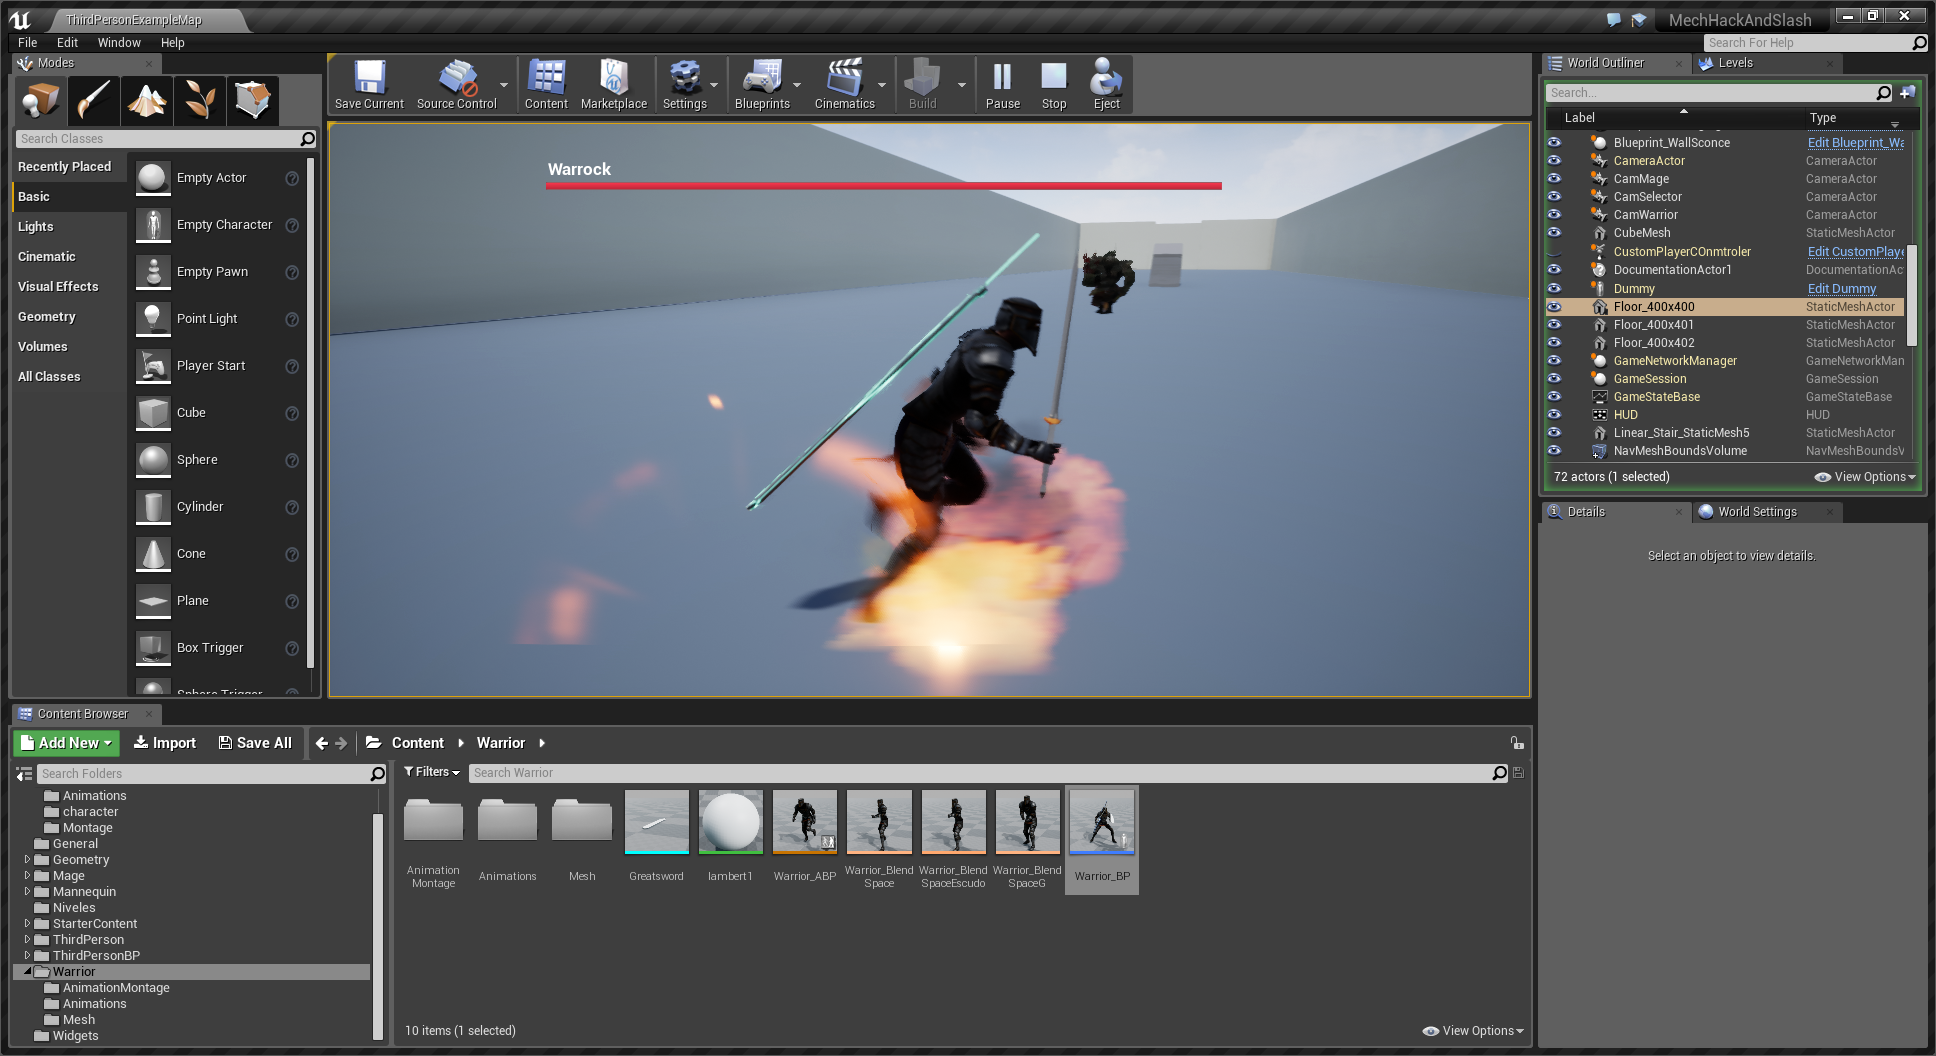 ThirdPersonExampleMap
MechHackAndSlash
File Edit Window Help
Search For Help
Modes
Search Classes
Recently Placed
Basic
Lights
Cinematic
Visual Effects
Geometry
Volumes
All Classes
Empty Actor
Empty Character
Empty Pawn
Point Light
Player Start
Cube
Sphere
Cylinder
Cone
Plane
Box Trigger
Sphere Trigger
Save Current
Source Control
Content
Marketplace
Settings
Blueprints
Cinematics
Build
Pause
Stop
Eject
Warrock
World Outliner
Levels
Search...
Label Type
Blueprint_WallSconce Edit Blueprint_Wa
CameraActor CameraActor
CamMage CameraActor
CamSelector CameraActor
CamWarrior CameraActor
CubeMesh StaticMeshActor
CustomPlayerCOnmtroler Edit CustomPlaye
DocumentationActor1 DocumentationAc
Dummy Edit Dummy
Floor_400x400 StaticMeshActor
Floor_400x401 StaticMeshActor
Floor_400x402 StaticMeshActor
GameNetworkManager GameNetworkMan
GameSession GameSession
GameStateBase GameStateBase
HUD HUD
Linear_Stair_StaticMesh5 StaticMeshActor
NavMeshBoundsVolume NavMeshBoundsV
72 actors (1 selected)
View Options
Details
World Settings
Select an object to view details.
Content Browser
Add New
Import
Save All
Content
Warrior
Search Folders
Animations
character
Montage
General
Geometry
Mage
Mannequin
Niveles
StarterContent
ThirdPerson
ThirdPersonBP
Warrior
AnimationMontage
Animations
Mesh
Widgets
Filters
Search Warrior
Animation
Montage
Animations
Mesh
Greatsword
lambert1
Warrior_ABP
Warrior_Blend
Space
Warrior_Blend
SpaceEscudo
Warrior_Blend
SpaceG
Warrior_BP
10 items (1 selected)
View Options